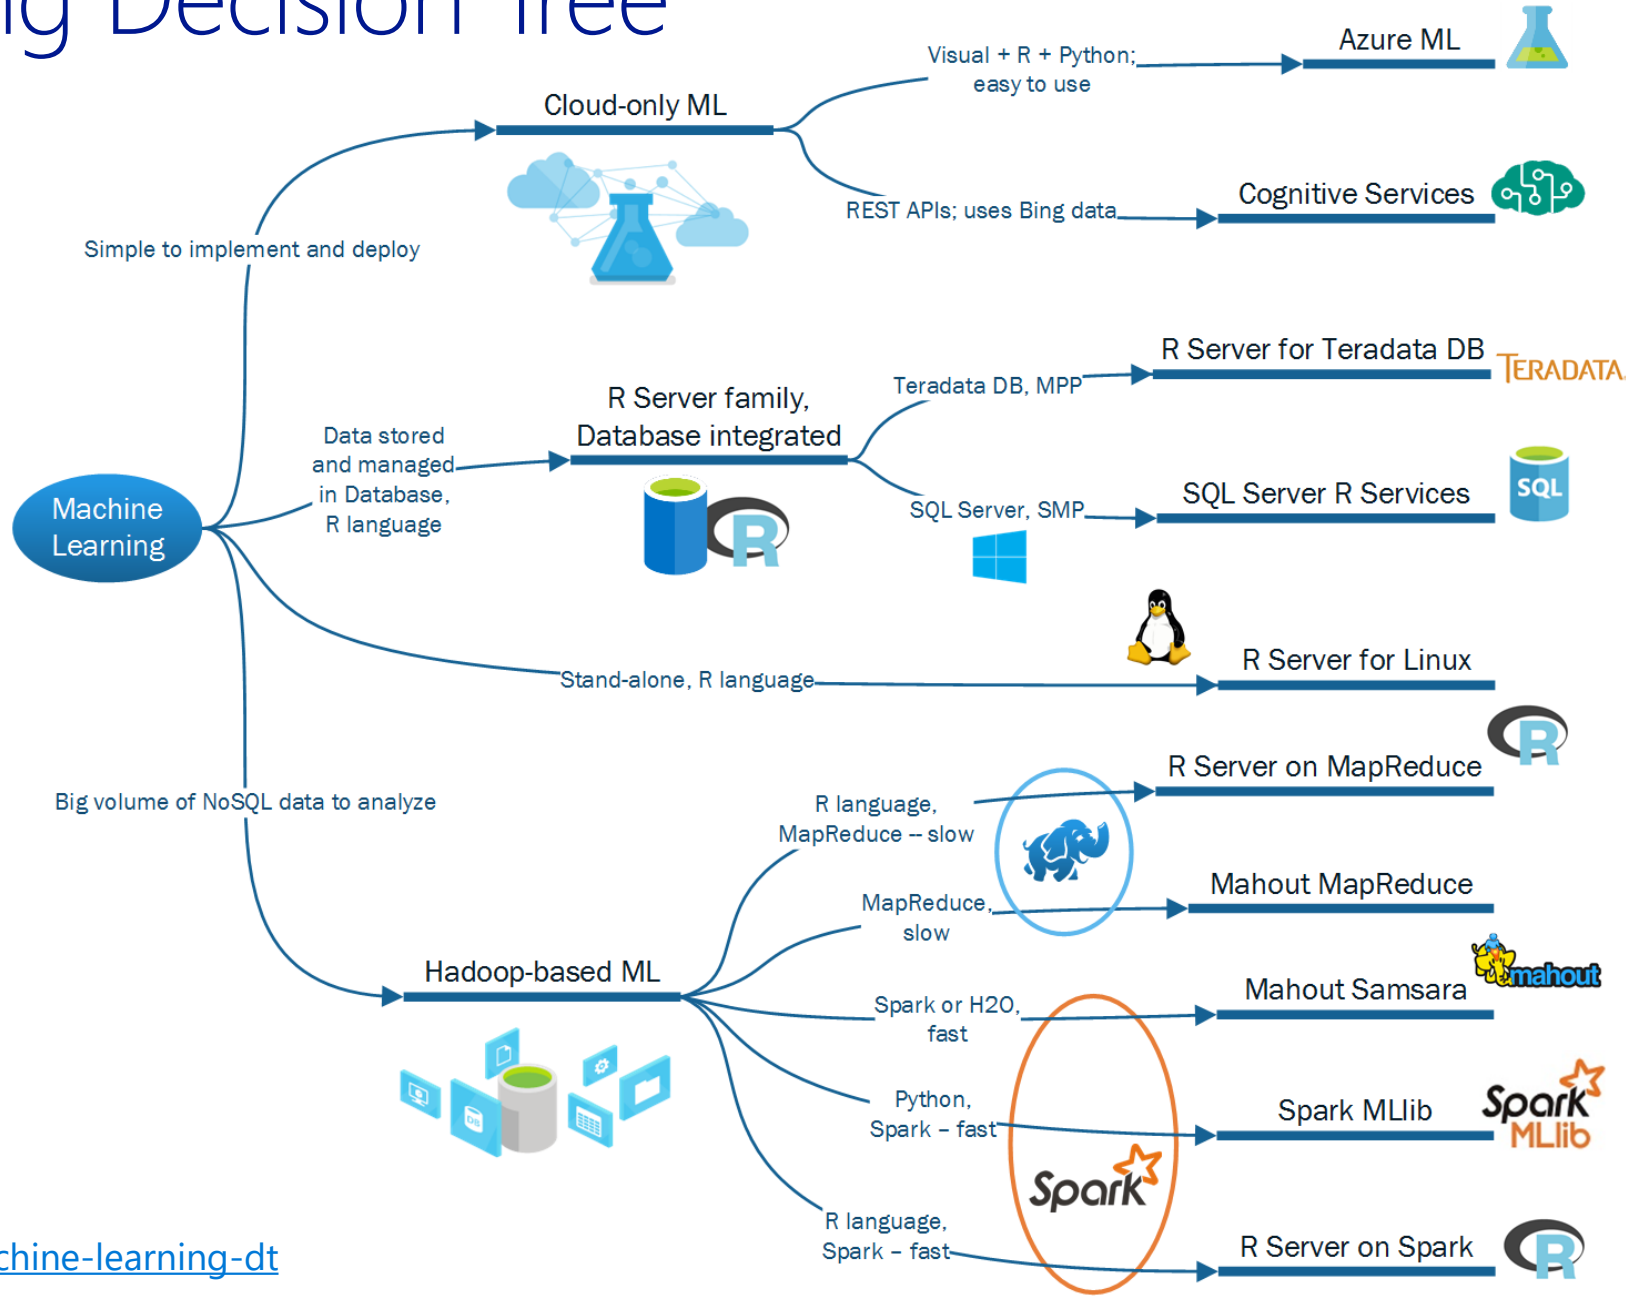 ng Decision Tree
Visual + R + Python;
easy to use
Azure ML
Cloud-only ML
REST APIs; uses Bing data
Cognitive Services
Simple to implement and deploy
R Server for Teradata DB
TERADATA.
Teradata DB, MPP
R Server family,
Database integrated
Data stored
and managed
in Database,
R language
SQL Server, SMP
SQL Server R Services
SQL
R
Machine
Learning
R Server for Linux
Stand-alone, R language
R
R Server on MapReduce
Big volume of NoSQL data to analyze
R language,
MapReduce -- slow
Mahout MapReduce
MapReduce,
slow
Hadoop-based ML
mahout
Mahout Samsara
Spark or H2O,
fast
DB
Python,
Spark – fast
Spark MLlib
Spark
MLlib
Spark
R language,
Spark – fast
R Server on Spark
R
chine-learning-dt